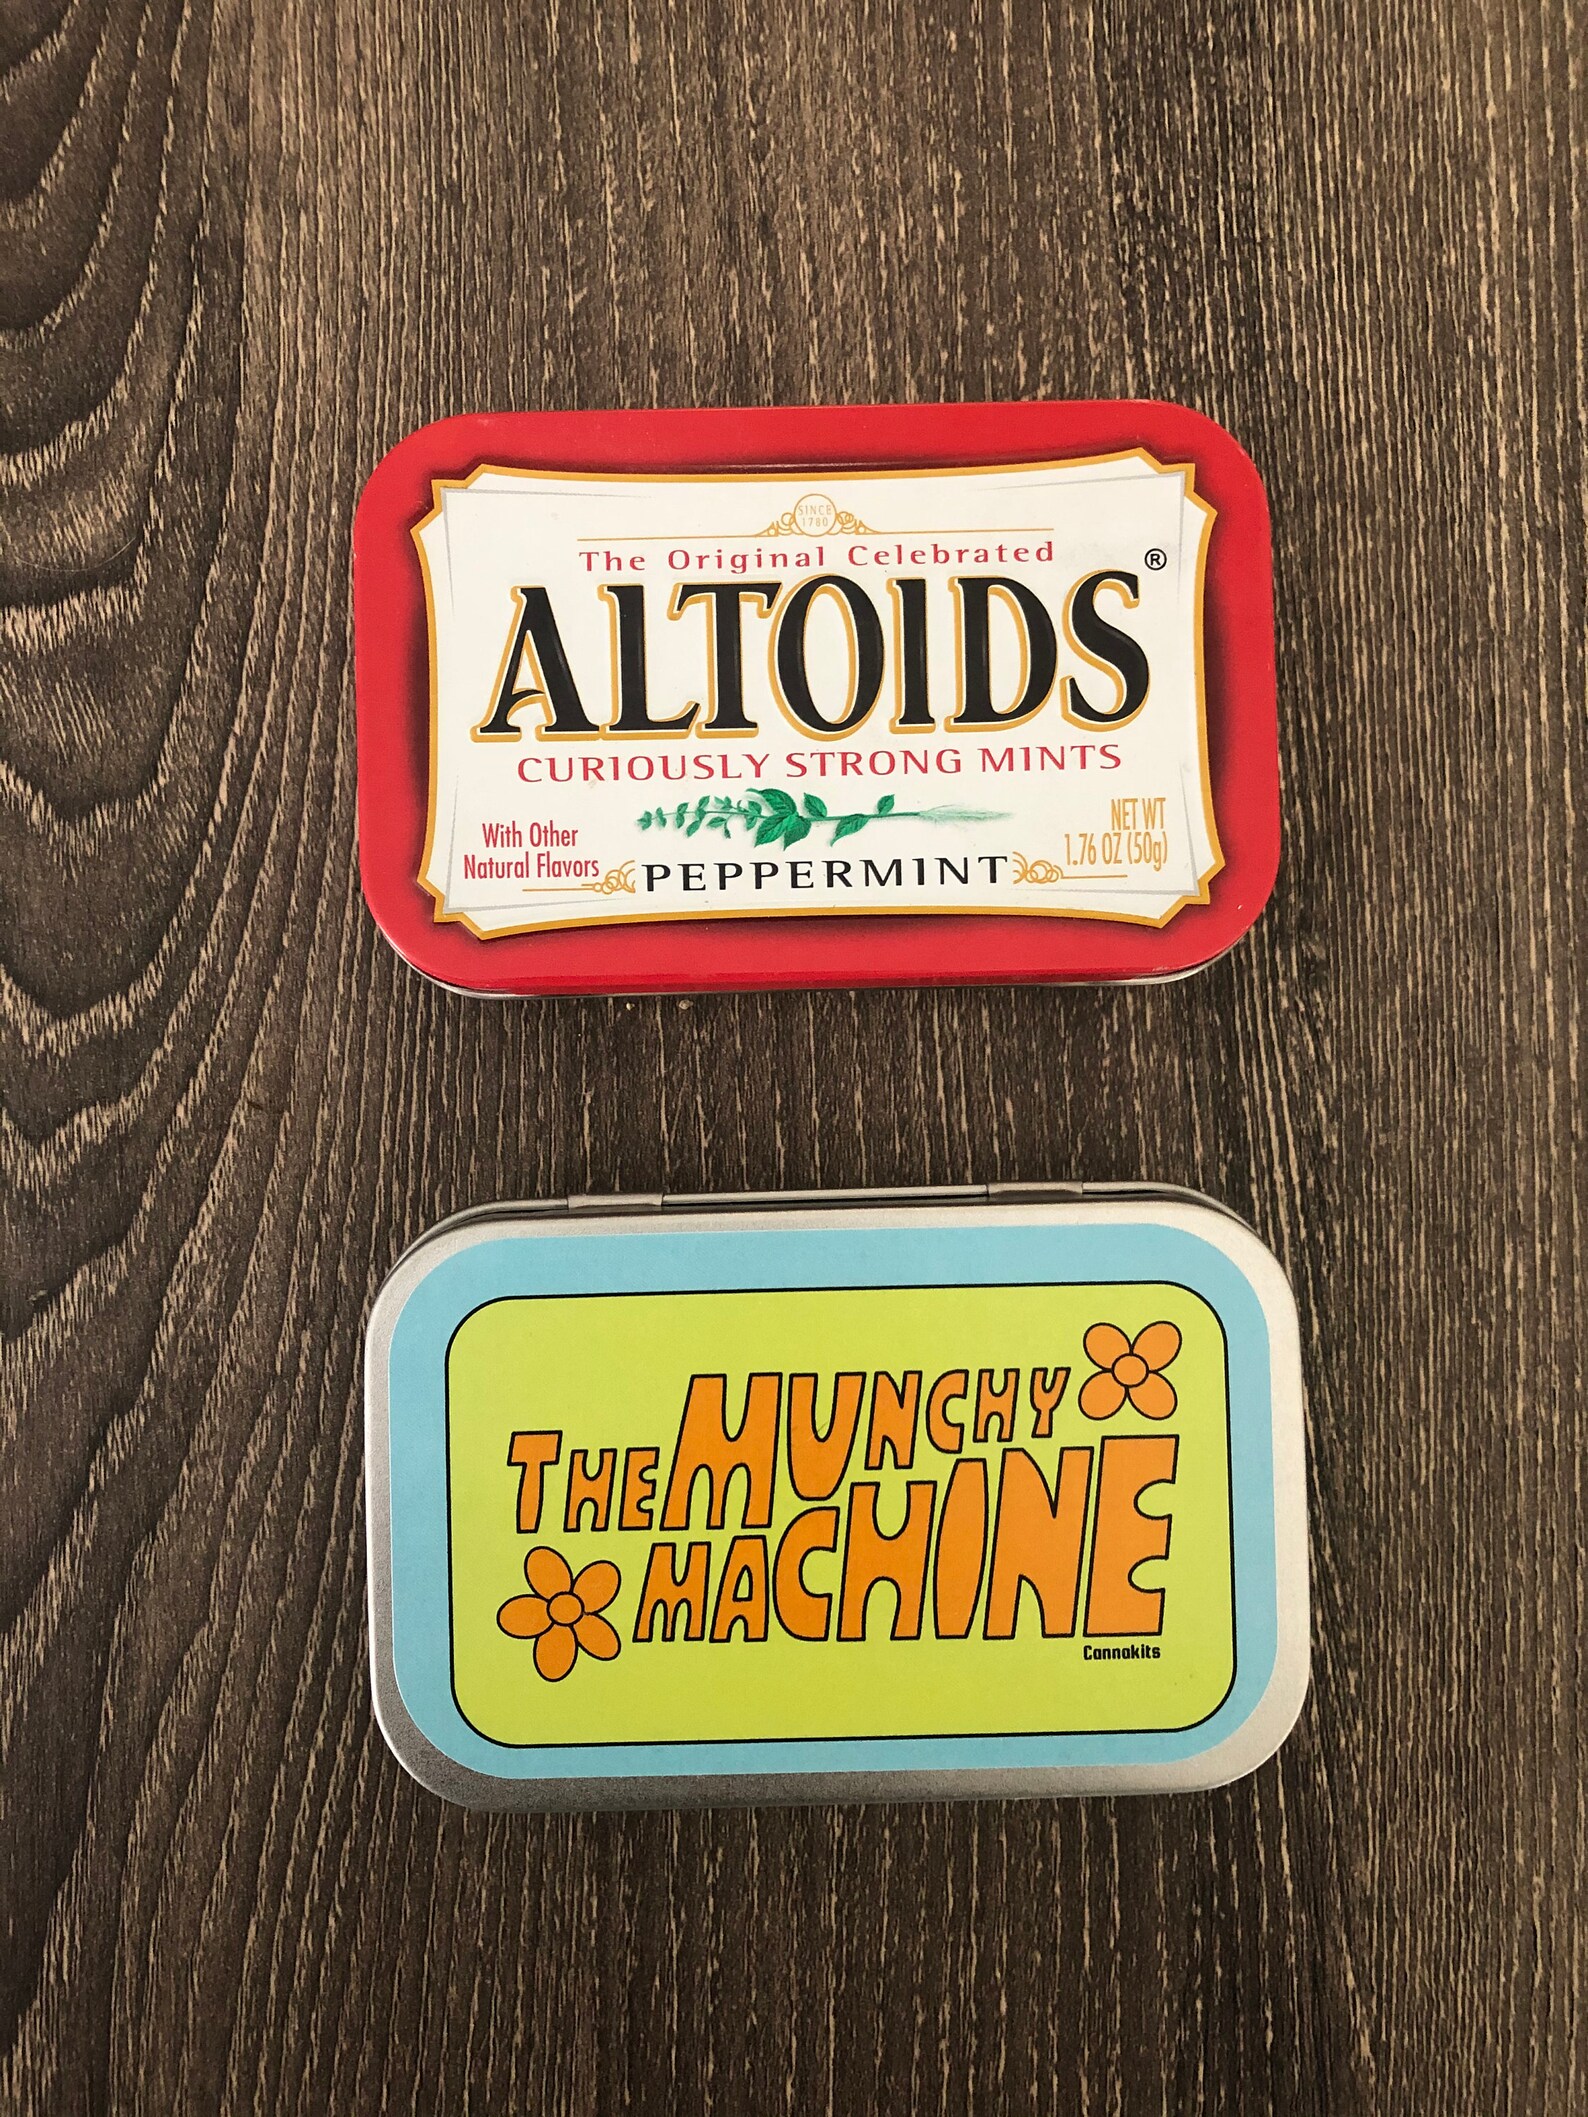 SINCE
1780
The Original Celebrated
ALTOIDS®
CURIOUSLY STRONG MINTS
With Other
Natural Flavors
PEPPERMINT
NET WT
1.76 OZ (50g)
THE MUNCHY
MACHINE
Cannakits